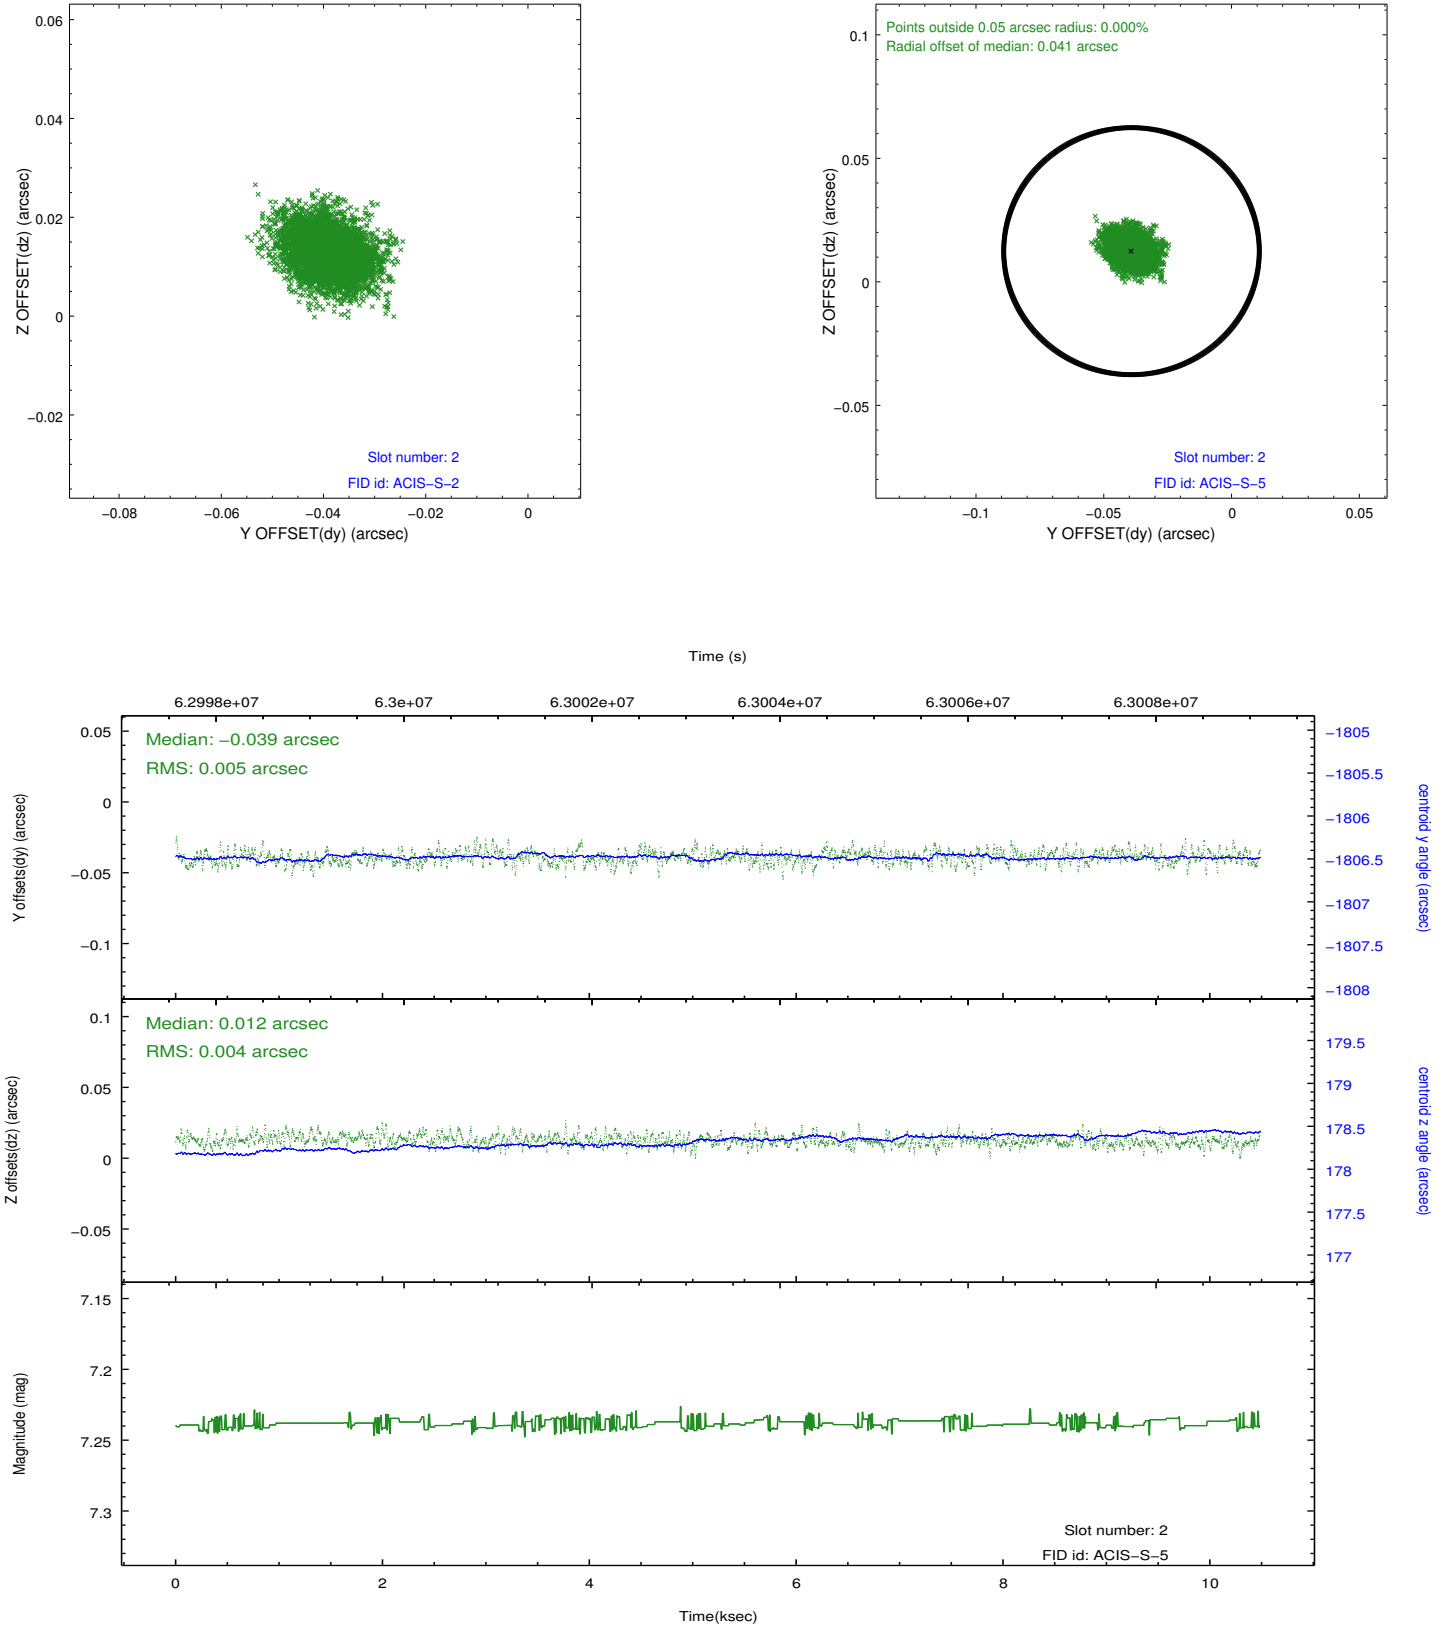 0.06
0.04
0.02
0
−0.02
Z OFFSET(dz) (arcsec)
Slot number: 2
FID id: ACIS−S−2
−0.08
−0.06
−0.04
−0.02
0
Y OFFSET(dy) (arcsec)
Points outside 0.05 arcsec radius: 0.000%
Radial offset of median: 0.041 arcsec
0.1
0.05
0
−0.05
Z OFFSET(dz) (arcsec)
Slot number: 2
FID id: ACIS−S−5
−0.1
−0.05
0
0.05
Y OFFSET(dy) (arcsec)
Time (s)
6.2998e+07
6.3e+07
6.3002e+07
6.3004e+07
6.3006e+07
6.3008e+07
Median: −0.039 arcsec
RMS: 0.005 arcsec
0.05
0
−0.05
−0.1
Y offsets(dy) (arcsec)
−1805
−1805.5
−1806
−1806.5
−1807
−1807.5
−1808
centroid y angle (arcsec)
Median: 0.012 arcsec
RMS: 0.004 arcsec
0.1
0.05
0
−0.05
Z offsets(dz) (arcsec)
179.5
179
178.5
178
177.5
177
centroid z angle (arcsec)
7.15
7.2
7.25
7.3
Magnitude (mag)
Slot number: 2
FID id: ACIS−S−5
0
2
4
6
8
10
Time(ksec)